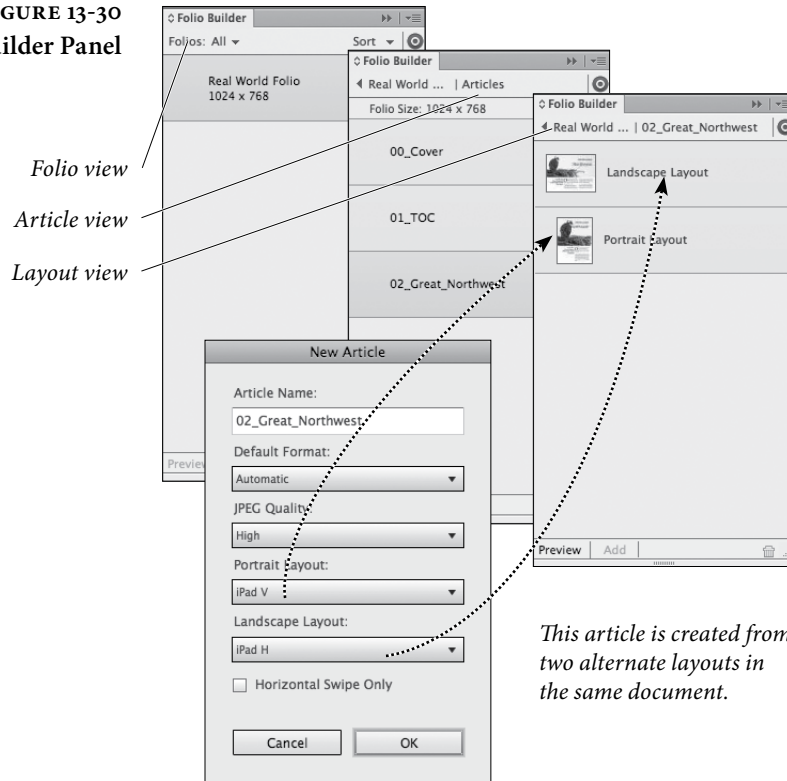 GURE 13-30
uilder Panel
Folio Builder
Folios: All
Sort
Real World Folio
1024 x 768
Folio Builder
Real World ... | Articles
Folio Size: 1024 x 768
00_Cover
01_TOC
02_Great_Northwest
Folio Builder
Real World ... | 02_Great_Northwest
Landscape Layout
Portrait Layout
Preview
Add
Folio view
Article view
Layout view
Preview
New Article
Article Name:
02_Great_Northwest
Default Format:
Automatic
JPEG Quality:
High
Portrait Layout:
iPad V
Landscape Layout:
iPad H
Horizontal Swipe Only
Cancel
OK
This article is created from
two alternate layouts in
the same document.